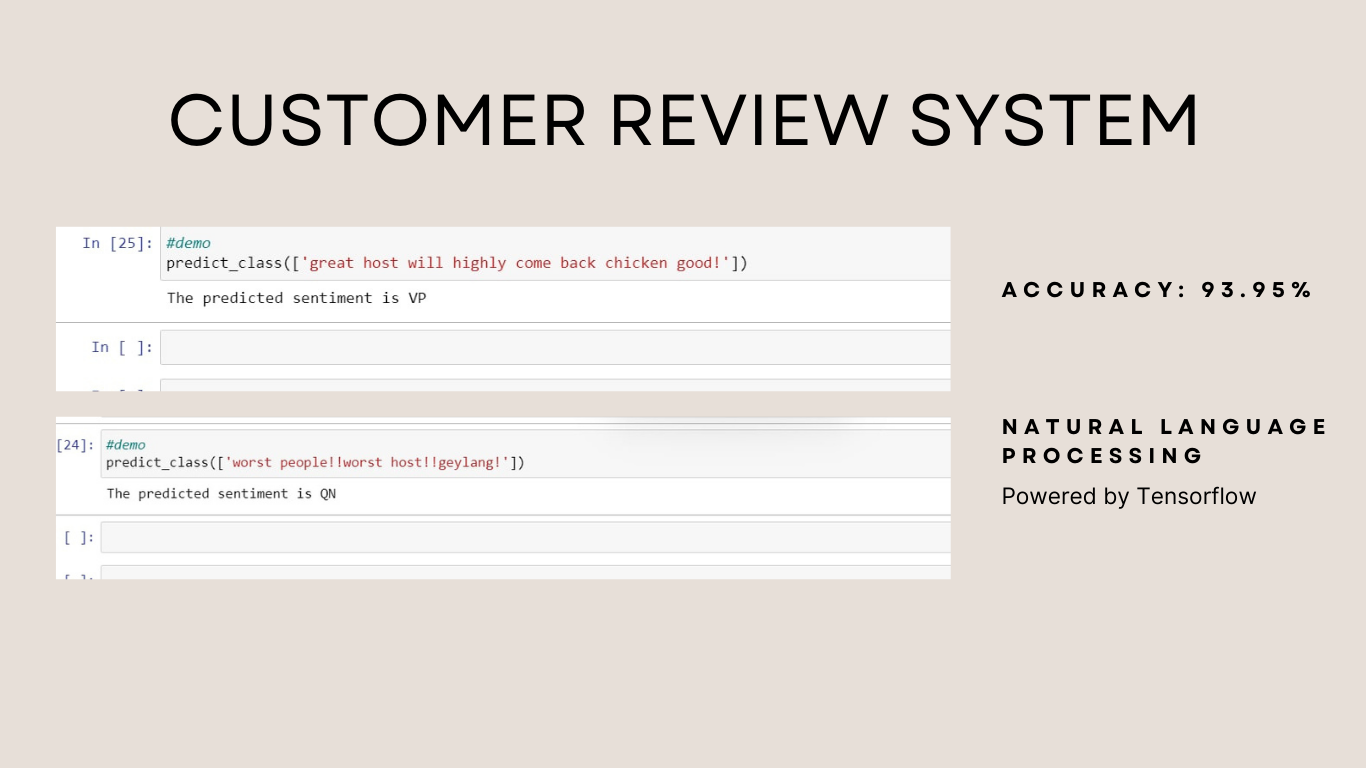 CUSTOMER REVIEW SYSTEM
In [25]: #demo
predict_class(['great host will highly come back chicken good!'])
The predicted sentiment is VP
In [ ]:
[24]: #demo
predict_class(['worst people!!worst host!!geylang!'])
The predicted sentiment is QN
[ ]:
ACCURACY: 93.95%
NATURAL LANGUAGE
PROCESSING
Powered by Tensorflow